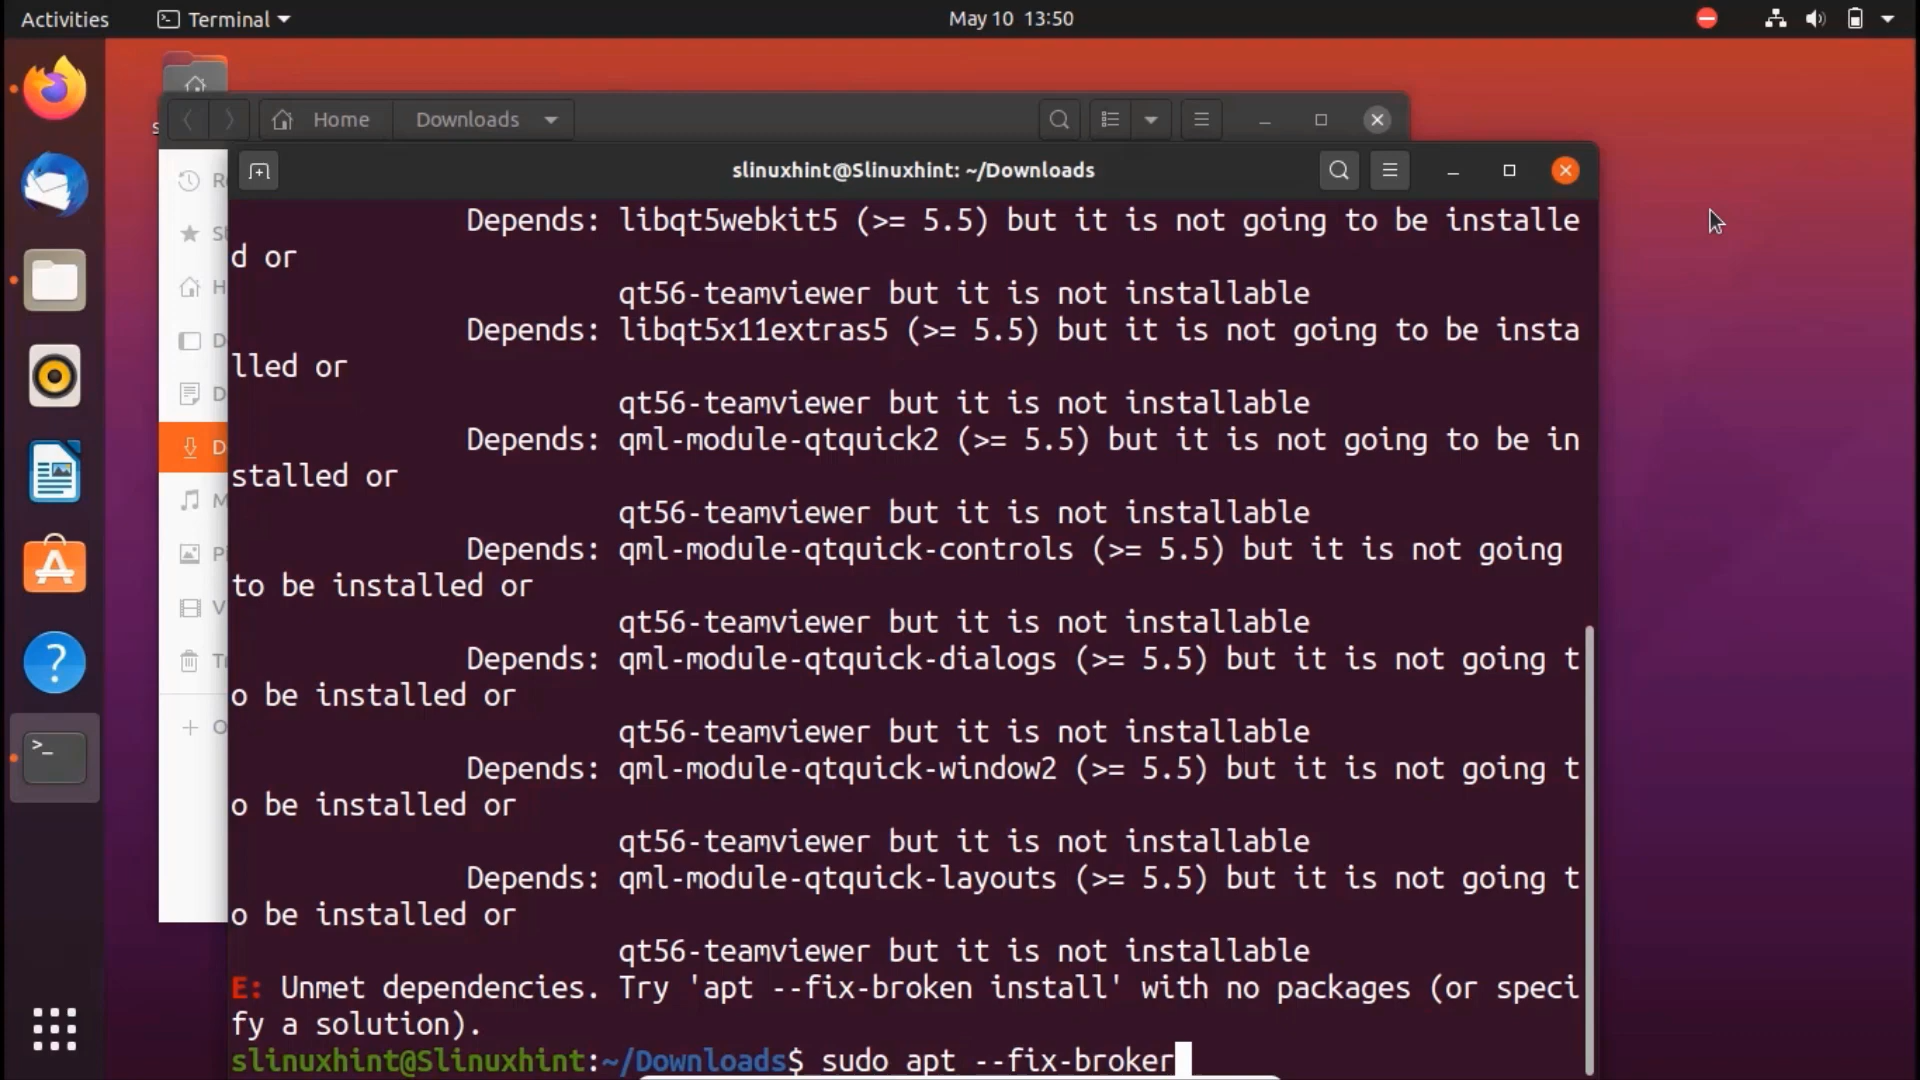 Activities
Terminal
May 10 13:50
Home
Downloads
slinuxhint@Slinuxhint: ~/Downloads
Depends: libqt5webkit5 (>= 5.5) but it is not going to be installe
d or
qt56-teamviewer but it is not installable
Depends: libqt5x11extras5 (>= 5.5) but it is not going to be insta
lled or
qt56-teamviewer but it is not installable
Depends: qml-module-qtquick2 (>= 5.5) but it is not going to be in
stalled or
qt56-teamviewer but it is not installable
Depends: qml-module-qtquick-controls (>= 5.5) but it is not going
to be installed or
qt56-teamviewer but it is not installable
Depends: qml-module-qtquick-dialogs (>= 5.5) but it is not going t
o be installed or
qt56-teamviewer but it is not installable
Depends: qml-module-qtquick-window2 (>= 5.5) but it is not going t
o be installed or
qt56-teamviewer but it is not installable
Depends: qml-module-qtquick-layouts (>= 5.5) but it is not going t
o be installed or
qt56-teamviewer but it is not installable
E: Unmet dependencies. Try 'apt --fix-broken install' with no packages (or speci
fy a solution).
slinuxhint@Slinuxhint:~/Downloads$ sudo apt --fix-broker